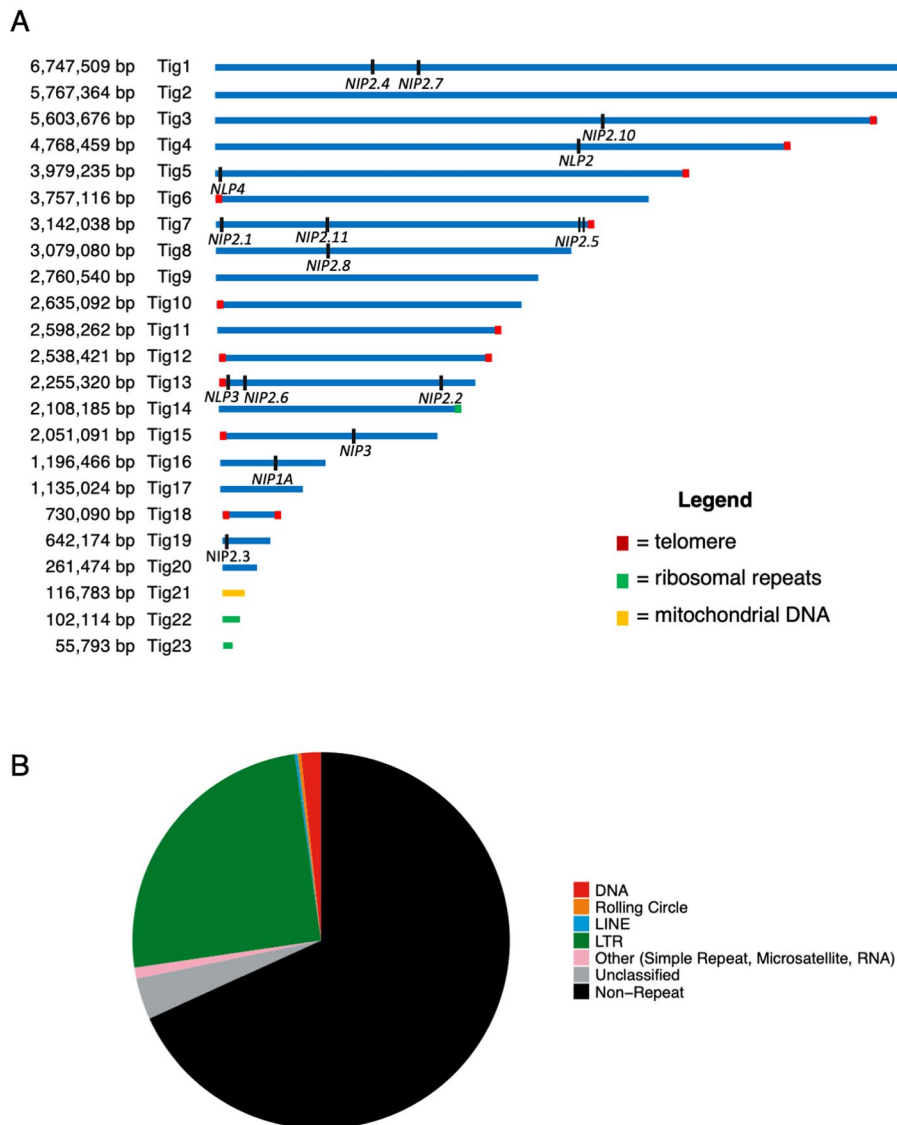 A
6,747,509 bp Tig1
NIP2.4 NIP2.7
5,767,364 bp Tig2
5,603,676 bp Tig3
NIP2.10
4,768,459 bp Tig4
NLP2
3,979,235 bp Tig5
NLP4
3,757,116 bp Tig6
3,142,038 bp Tig7
NIP2.1 NIP2.11 NIP2.5
3,079,080 bp Tig8
NIP2.8
2,760,540 bp Tig9
2,635,092 bp Tig10
2,598,262 bp Tig11
2,538,421 bp Tig12
2,255,320 bp Tig13
NLP3 NIP2.6 NIP2.2
2,108,185 bp Tig14
2,051,091 bp Tig15
NIP3
1,196,466 bp Tig16
NIP1A
1,135,024 bp Tig17
730,090 bp Tig18
642,174 bp Tig19
NIP2.3
261,474 bp Tig20
116,783 bp Tig21
102,114 bp Tig22
55,793 bp Tig23
Legend
= telomere
= ribosomal repeats
= mitochondrial DNA
B
DNA
Rolling Circle
LINE
LTR
Other (Simple Repeat, Microsatellite, RNA)
Unclassified
Non−Repeat